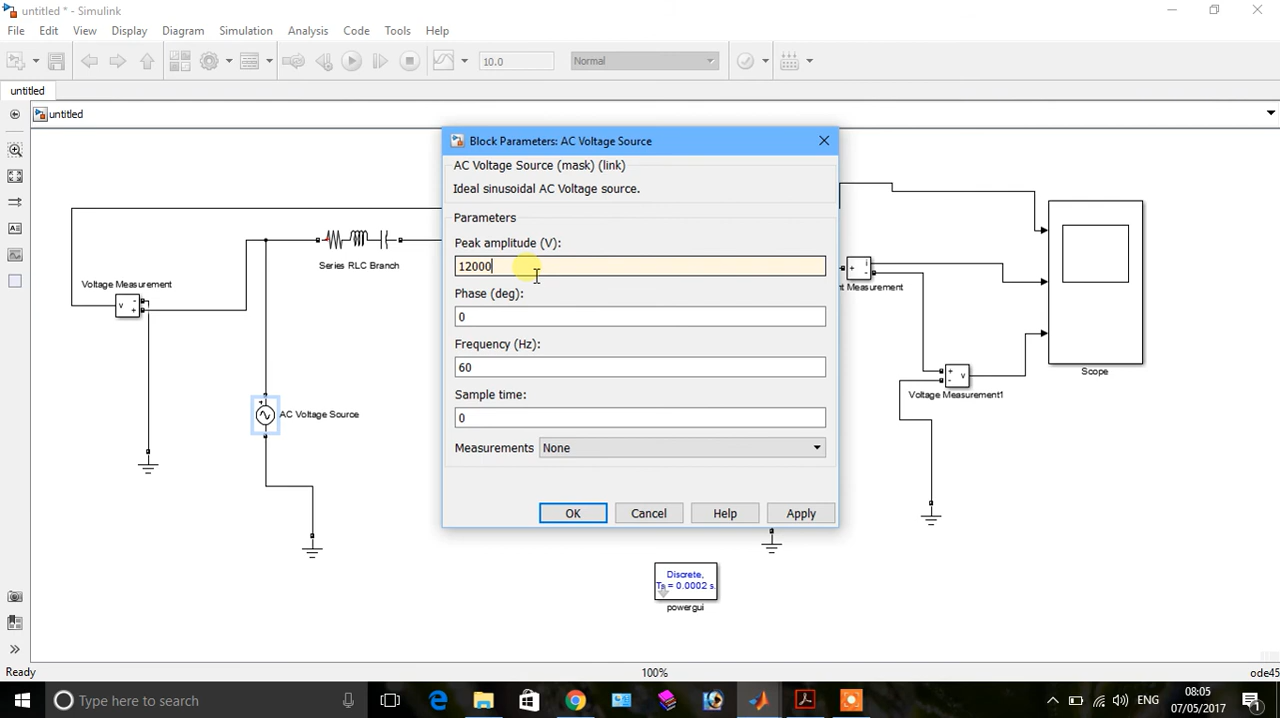 untitled * - Simulink
File Edit View Display Diagram Simulation Analysis Code Tools Help
10.0
Normal
untitled
untitled
Block Parameters: AC Voltage Source
AC Voltage Source (mask) (link)
Ideal sinusoidal AC Voltage source.
Parameters
Peak amplitude (V):
12000
Phase (deg):
0
Frequency (Hz):
60
Sample time:
0
Measurements None
OK Cancel Help Apply
Series RLC Branch
Voltage Measurement
v
-
+
AC Voltage Source
+
+
i
-
nt Measurement
+
-
v
Voltage Measurement1
Scope
Discrete,
Ts = 0.0002 s.
powergui
Ready
100%
ode45
Type here to search
ENG
08:05
07/05/2017
1